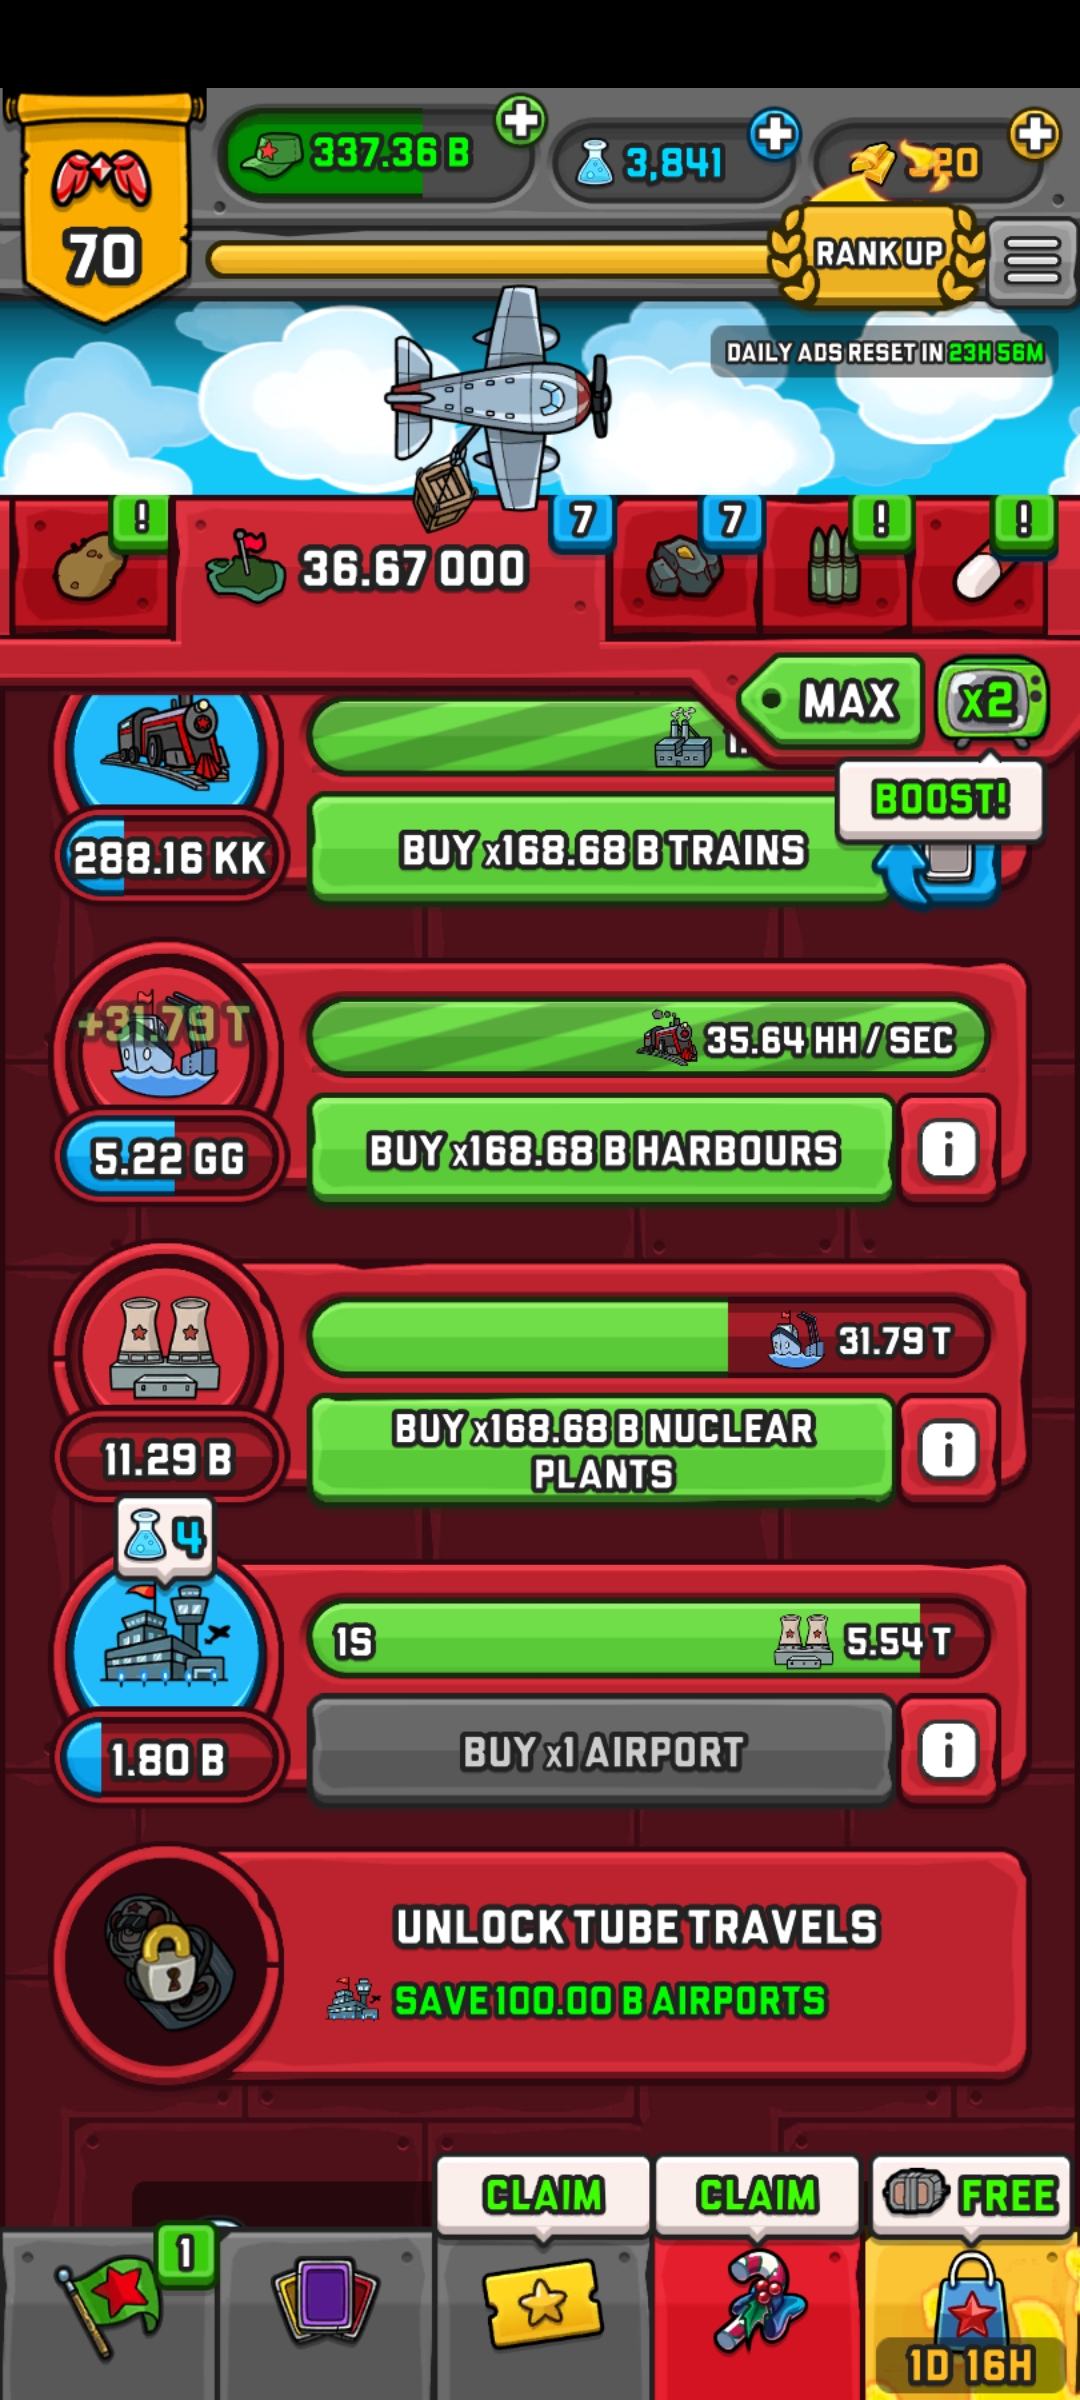 337.36 B
3,841
70
RANK UP
DAILY ADS RESET IN 23H 56M
!
36.67 000
7
7
!
!
MAX
x2
BOOST!
288.16 KK
BUY x168.68 B TRAINS
+31.79 T
35.64 HH / SEC
5.22 GG
BUY x168.68 B HARBOURS
i
31.79 T
11.29 B
BUY x168.68 B NUCLEAR
PLANTS
i
4
1S
5.54 T
1.80 B
BUY x1 AIRPORT
i
UNLOCK TUBE TRAVELS
SAVE 100.00 B AIRPORTS
CLAIM
CLAIM
FREE
1
1D 16H